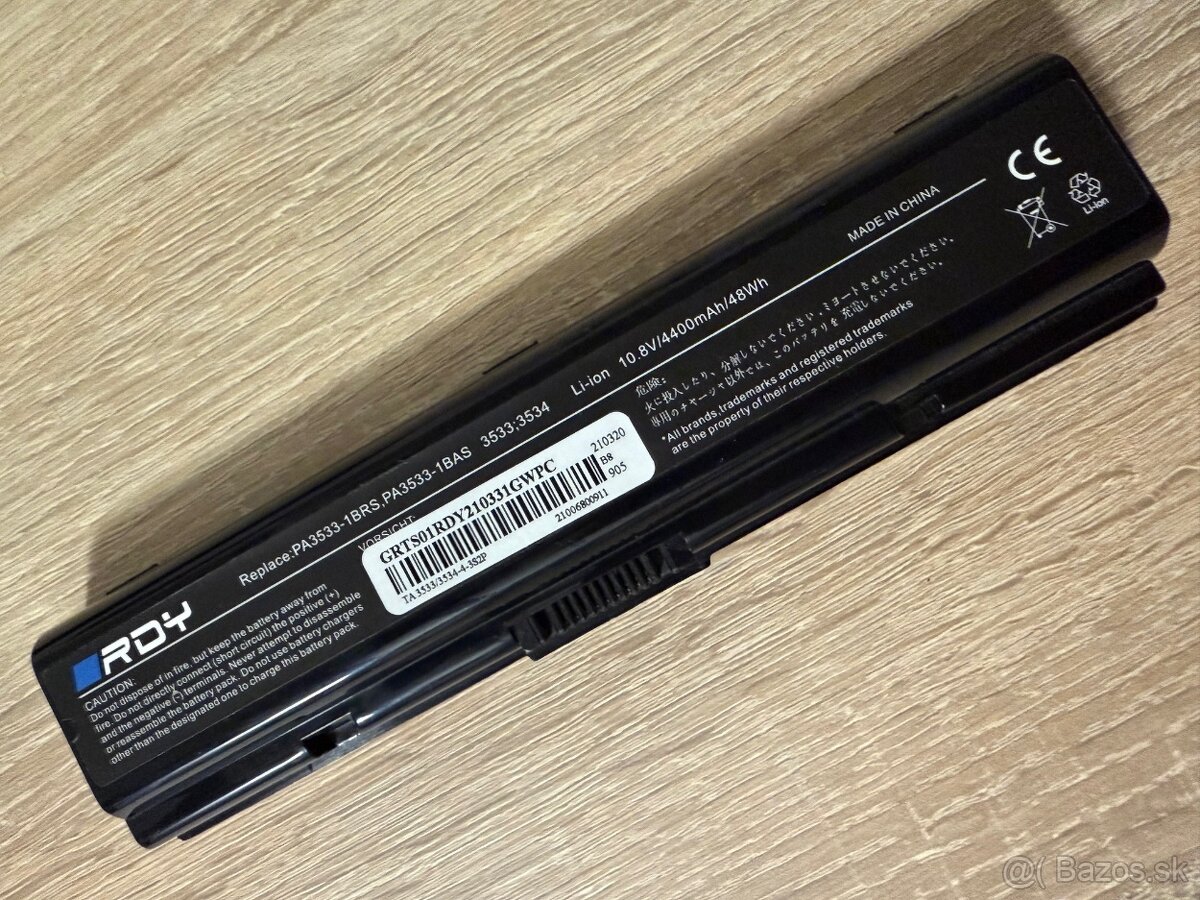 RDY
Replace:PA3533-1BRS,PA3533-1BAS 3533;3534 Li-ion 10.8V/4400mAh/48Wh MADE IN CHINA
CE
Li-ion
CAUTION:
Do not dispose of in fire, but keep the battery away from
fire. Do not directly connect (short circuit) the positive (+)
and the negative (-) terminals. Never attempt to disassemble
or reassemble the battery pack. Do not use battery chargers
other than the designated one to charge this battery pack.
VORSICHT:
GRTS01RDY210331GWPC
210320
B8
905
TA 3533/3534-4-3S2P
21006800911
危険:
火に投入したり、分解しないでください,ミヨートさせないでください.
専用のチャージャ以外では、このバッテリを充電しないでください.
*All brands,trademarks and registered trademarks
are the property of their respective holders.
@( Bazos.sk